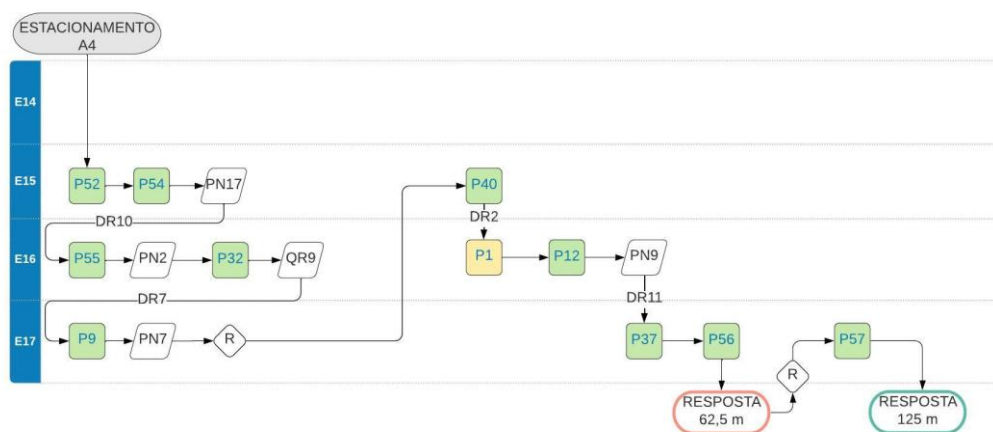 ESTACIONAMENTO
A4
E14
E15
P52
P54
PN17
P40
DR10
DR2
E16
P55
PN2
P32
QR9
P1
P12
PN9
DR7
DR11
E17
P9
PN7
R
P37
P56
P57
R
RESPOSTA
62,5 m
RESPOSTA
125 m